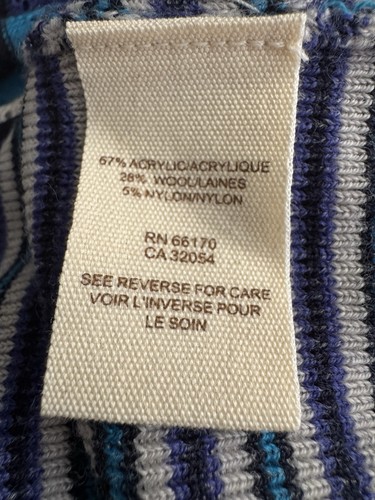 67% ACRYLIC/ACRYLIQUE
28% WOOL/LAINES
5% NYLON/NYLON
RN 66170
CA 32054
SEE REVERSE FOR CARE
VOIR L'INVERSE POUR
LE SOIN